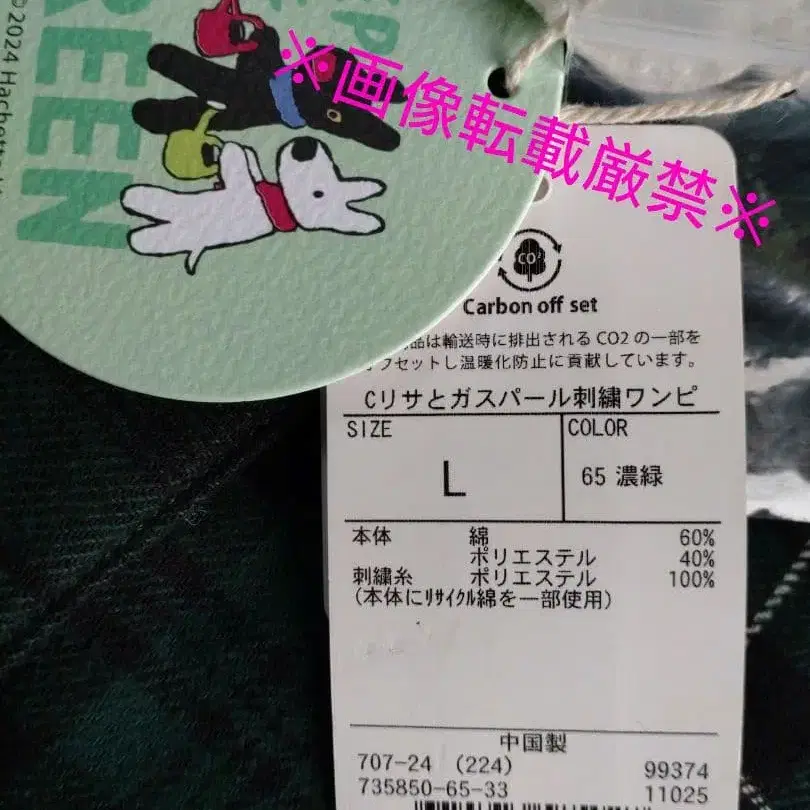 ©2024 Hachette
EP
REEN
※画像転載厳禁※
CO²
Carbon off set
品は輸送時に排出される CO2 の一部を
フセットし温暖化防止に貢献しています。
Cリサとガスパール刺繍ワンピ
SIZE
L
COLOR
65 濃緑
本体 綿 60%
ポリエステル 40%
刺繍糸 ポリエステル 100%
(本体にリサイクル綿を一部使用)
中国製
707-24 (224) 99374
735850-65-33 11025